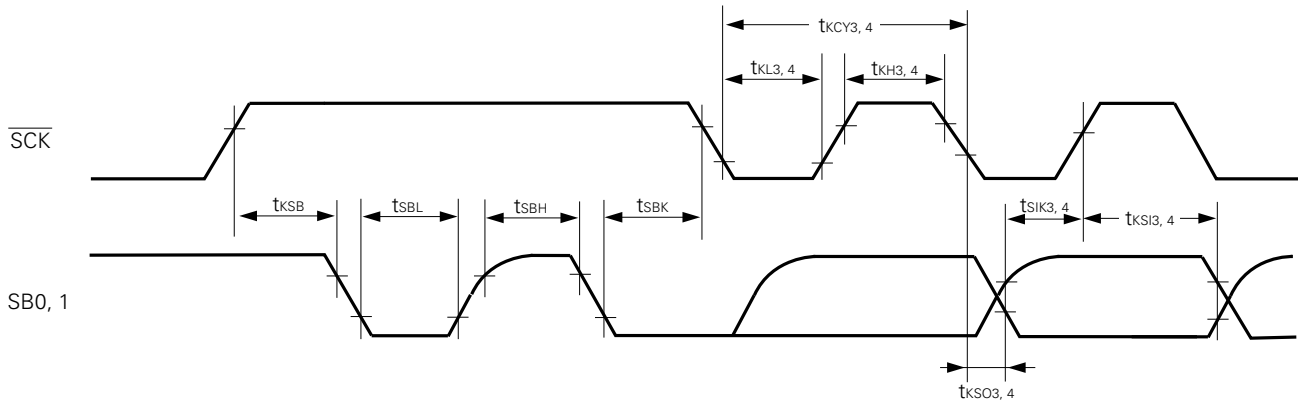 tKCY3, 4
tKL3, 4
tKH3, 4
SCK
tKSB
tSBL
tSBH
tSBK
tSIK3, 4
tKSI3, 4
SB0, 1
tKSO3, 4